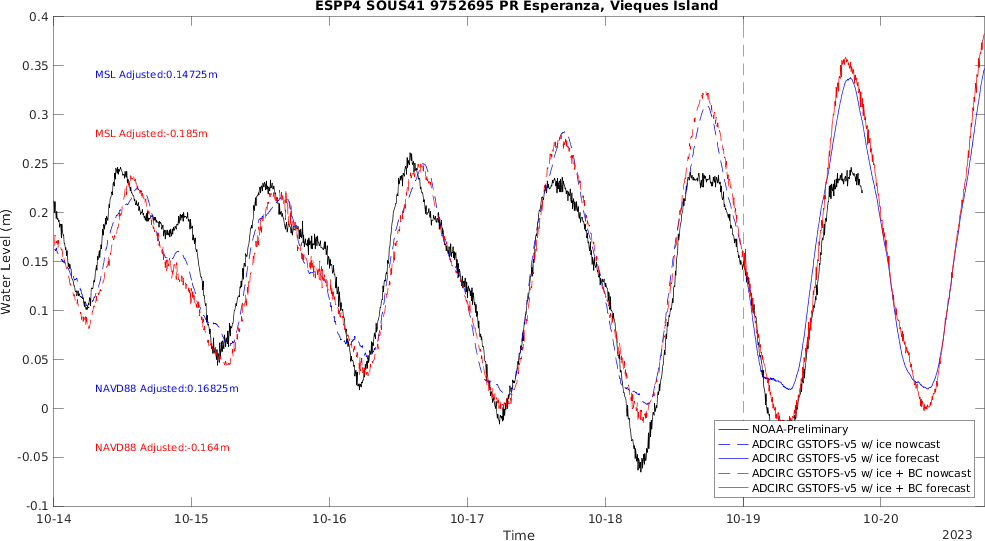 ESPP4 SOUS41 9752695 PR Esperanza, Vieques Island
0.4
0.35
0.3
0.25
0.2
0.15
0.1
0.05
0
-0.05
-0.1
Water Level (m)
MSL Adjusted:0.14725m
MSL Adjusted:-0.185m
NAVD88 Adjusted:0.16825m
NAVD88 Adjusted:-0.164m
NOAA-Preliminary
ADCIRC GSTOFS-v5 w/ ice nowcast
ADCIRC GSTOFS-v5 w/ ice forecast
ADCIRC GSTOFS-v5 w/ ice + BC nowcast
ADCIRC GSTOFS-v5 w/ ice + BC forecast
10-14 10-15 10-16 10-17 10-18 10-19 10-20
Time
2023